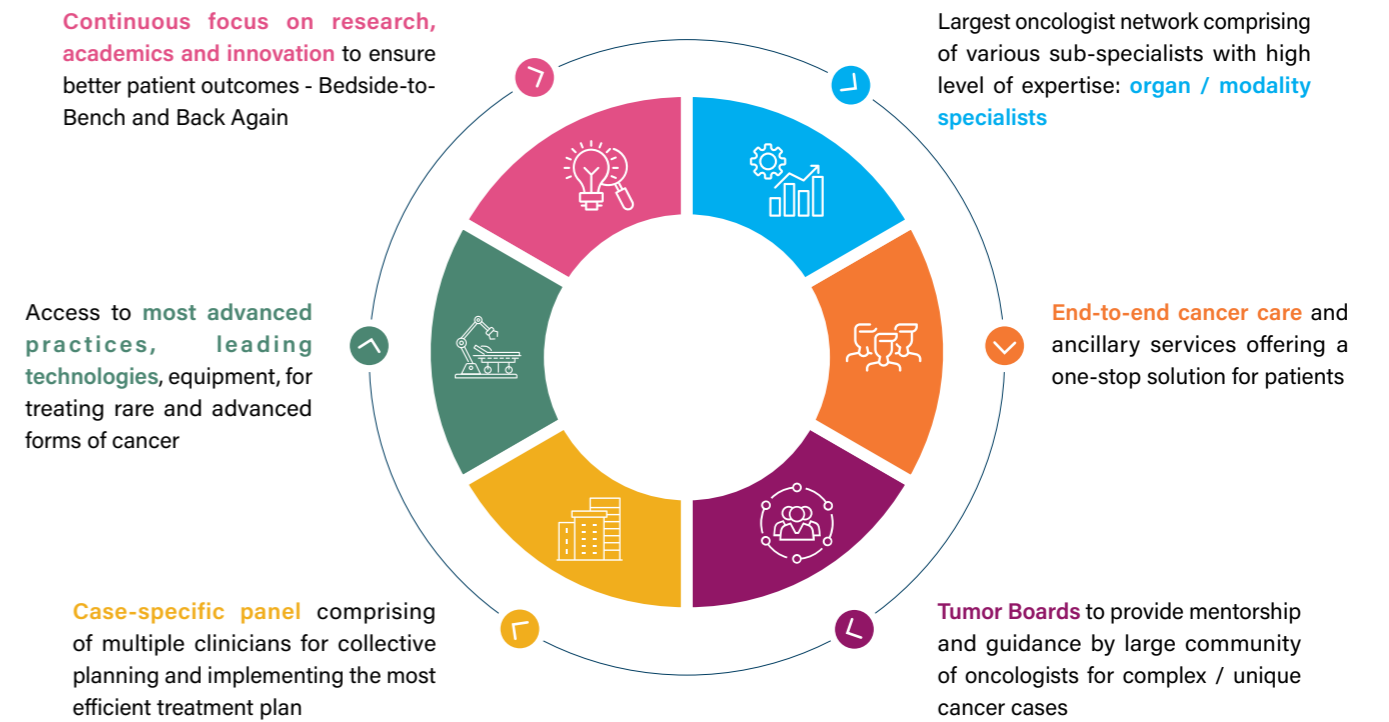 Continuous focus on research,
academics and innovation to ensure
better patient outcomes - Bedside-to-
Bench and Back Again
Largest oncologist network comprising
of various sub-specialists with high
level of expertise: organ / modality
specialists
Access to most advanced
practices, leading
technologies, equipment, for
treating rare and advanced
forms of cancer
End-to-end cancer care and
ancillary services offering a
one-stop solution for patients
Case-specific panel comprising
of multiple clinicians for collective
planning and implementing the most
efficient treatment plan
Tumor Boards to provide mentorship
and guidance by large community
of oncologists for complex / unique
cancer cases